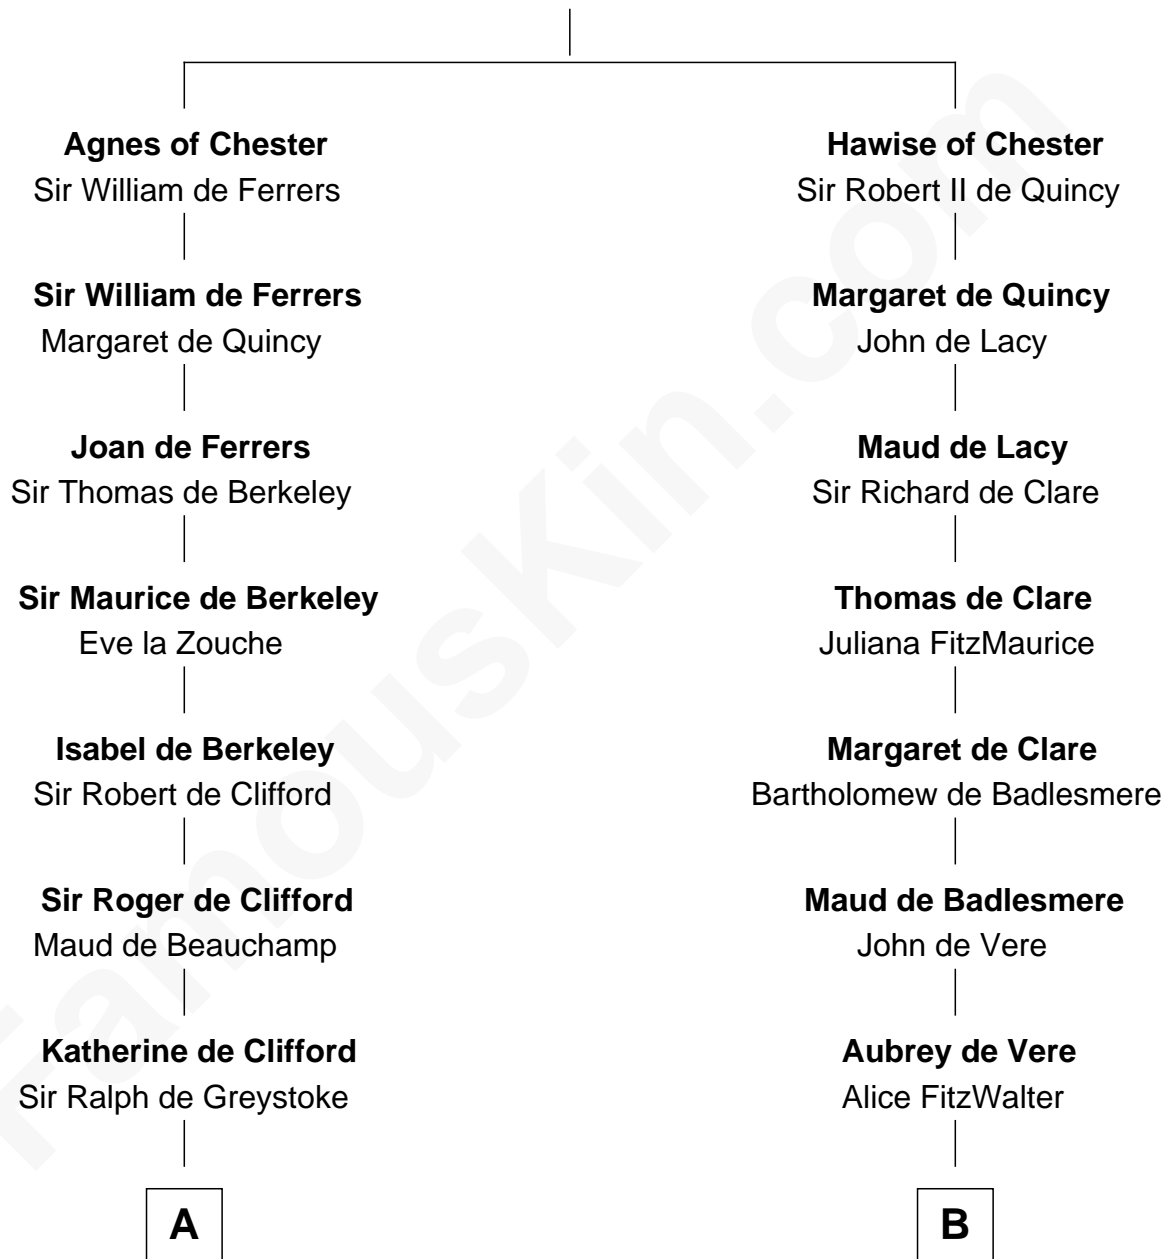 Agnes of Chester
Sir William de Ferrers
Sir William de Ferrers
Margaret de Quincy
Joan de Ferrers
Sir Thomas de Berkeley
Sir Maurice de Berkeley
Eve la Zouche
Isabel de Berkeley
Sir Robert de Clifford
Sir Roger de Clifford
Maud de Beauchamp
Katherine de Clifford
Sir Ralph de Greystoke
A
Hawise of Chester
Sir Robert II de Quincy
Margaret de Quincy
John de Lacy
Maud de Lacy
Sir Richard de Clare
Thomas de Clare
Juliana FitzMaurice
Margaret de Clare
Bartholomew de Badlesmere
Maud de Badlesmere
John de Vere
Aubrey de Vere
Alice FitzWalter
B
FamousKin.com